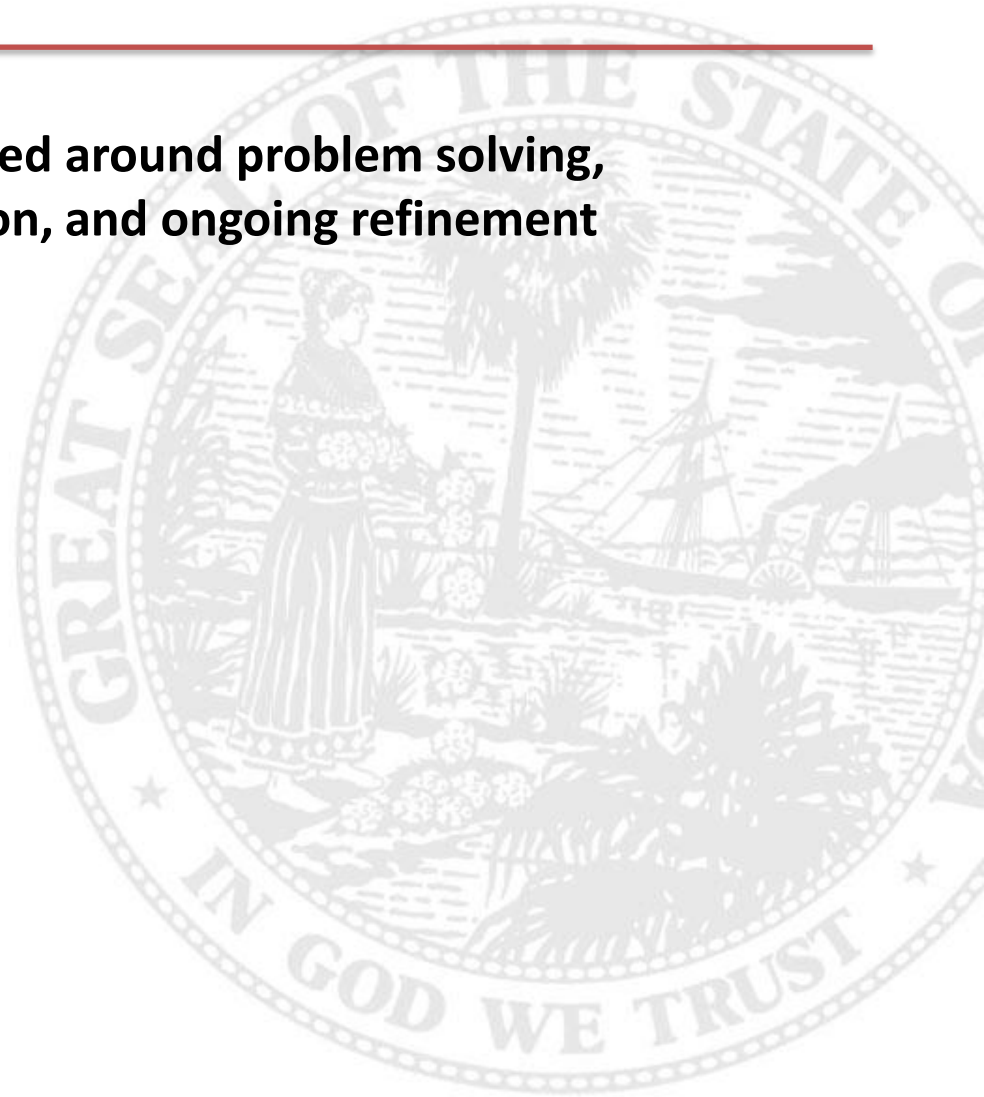 ed around problem solving,
on, and ongoing refinement
GREAT SEAL OF THE STATE OF
IN GOD WE TRUST